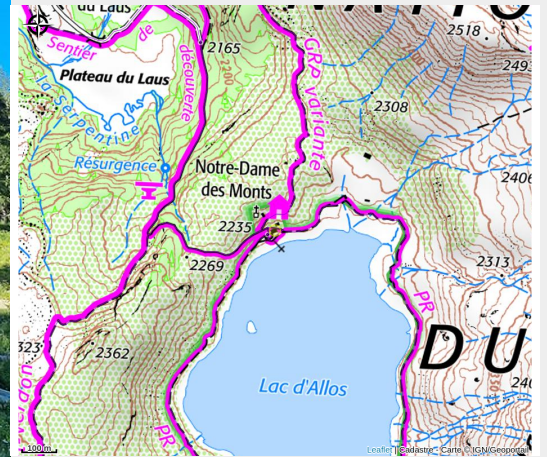 du Laus
Sentier
de
découverte
2165
2200
GRP variante
NATIO
2518
249
Plateau du Laus
la Serpentine
2308
Résurgence
Notre-Dame
des Monts
2406
2235
2269
2313
323
2362
PR
DU
Lac d'Allos
240
PR
100 m
Leaflet | Cadastre - Carte © IGN/Geoportail